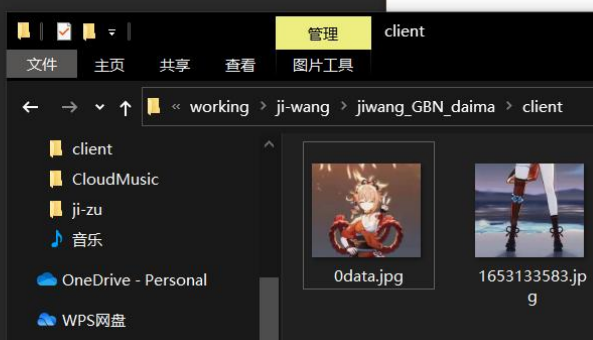 管理 client
文件 主页 共享 查看 图片工具
« working > ji-wang > jiwang_GBN_daima > client
client
CloudMusic
ji-zu
音乐
OneDrive - Personal
WPS网盘
0data.jpg
1653133583.jp
g